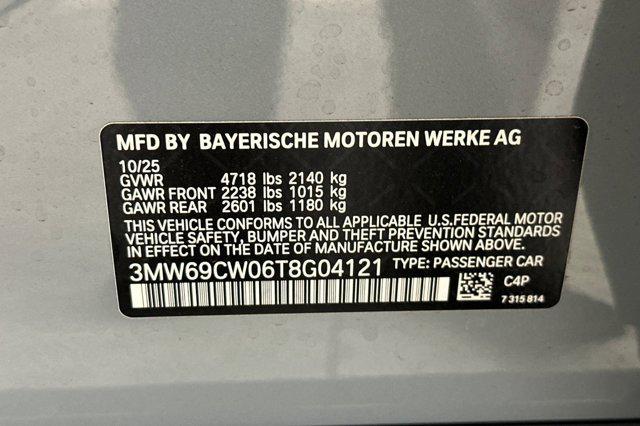 MFD BY BAYERISCHE MOTOREN WERKE AG
10/25
GVWR 4718 lbs 2140 kg
GAWR FRONT 2238 lbs 1015 kg
GAWR REAR 2601 lbs 1180 kg
THIS VEHICLE CONFORMS TO ALL APPLICABLE U.S.FEDERAL MOTOR
VEHICLE SAFETY, BUMPER AND THEFT PREVENTION STANDARDS
IN EFFECT ON THE DATE OF MANUFACTURE SHOWN ABOVE.
3MW69CW06T8G04121 TYPE: PASSENGER CAR
C4P
7 315 814